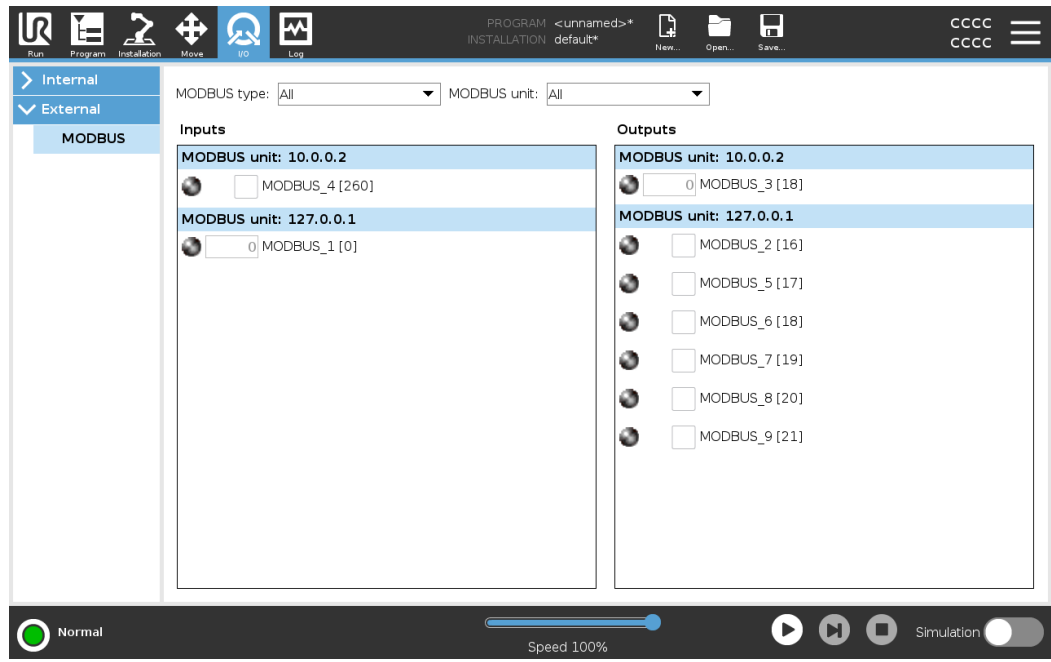 PROGRAM <unnamed>*
INSTALLATION default*
UR
Run Program Installation Move I/O Log New... Open... Save...
CCCC
CCCC
Internal
External
MODBUS
MODBUS type: All MODBUS unit: All
Inputs
MODBUS unit: 10.0.0.2
MODBUS_4 [260]
MODBUS unit: 127.0.0.1
0 MODBUS_1 [0]
Outputs
MODBUS unit: 10.0.0.2
0 MODBUS_3 [18]
MODBUS unit: 127.0.0.1
MODBUS_2 [16]
MODBUS_5 [17]
MODBUS_6 [18]
MODBUS_7 [19]
MODBUS_8 [20]
MODBUS_9 [21]
Normal
Speed 100%
Simulation